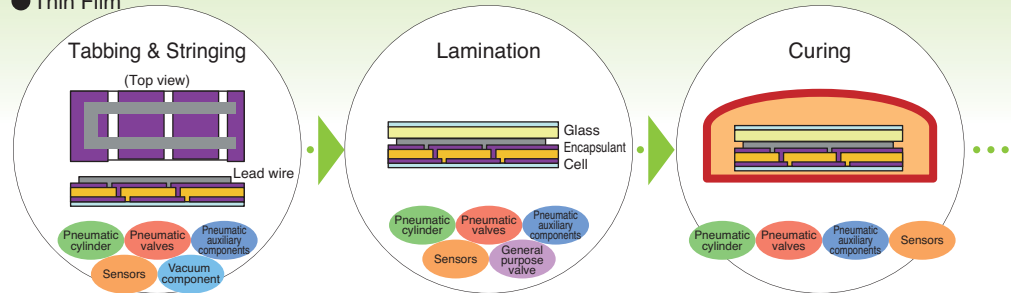 ●Thin Film
Tabbing & Stringing
(Top view)
Lead wire
Pneumatic
cylinder
Pneumatic
valves
Pneumatic
auxiliary
components
Sensors
Vacuum
component
Lamination
Glass
Encapsulant
Cell
Pneumatic
cylinder
Pneumatic
valves
Pneumatic
auxiliary
components
Sensors
General
purpose
valve
Curing
Pneumatic
cylinder
Pneumatic
valves
Pneumatic
auxiliary
components
Sensors